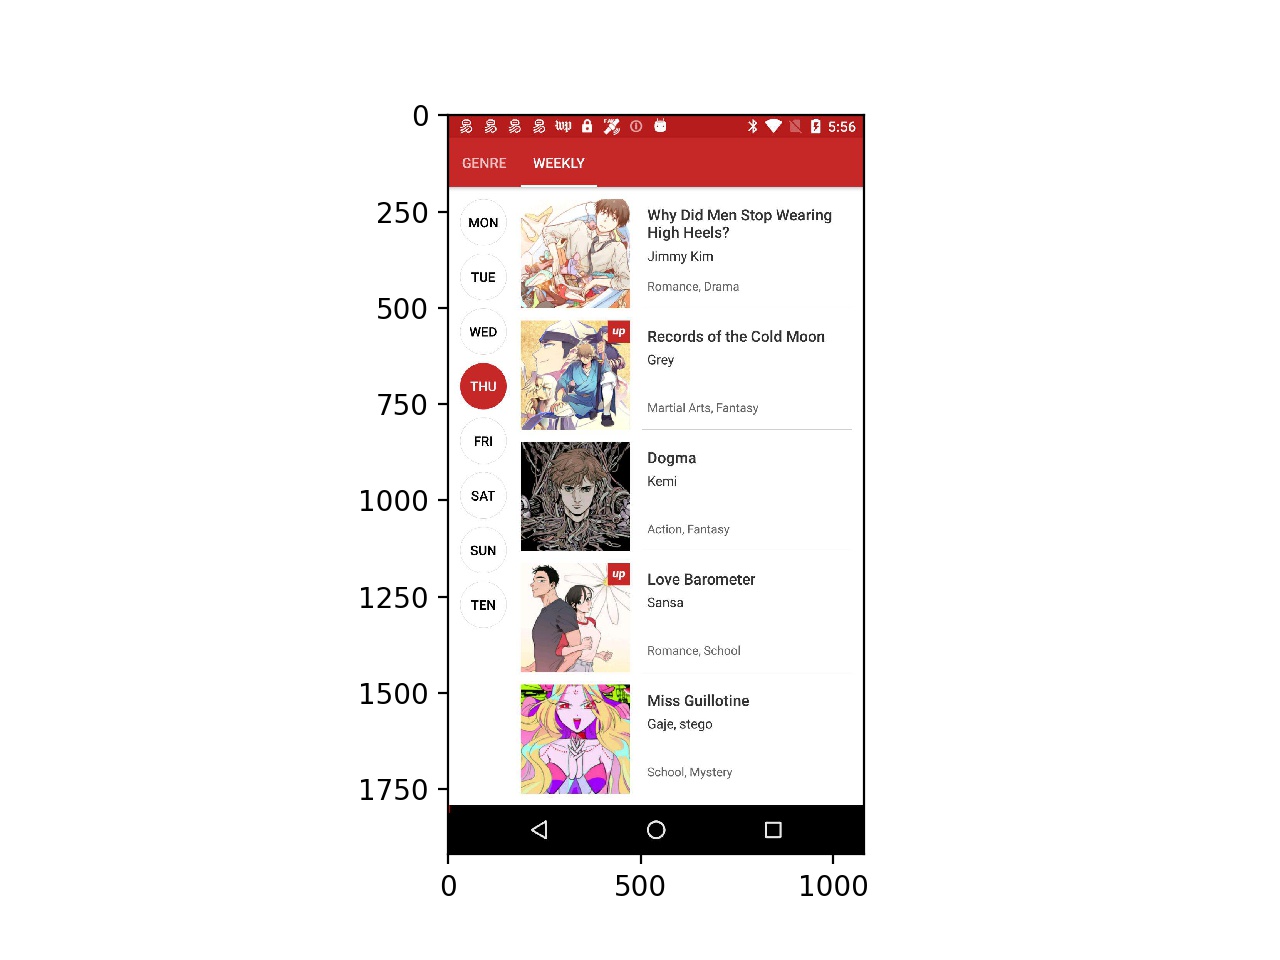 0
250
500
750
1000
1250
1500
1750
0
500
1000
5:56
GENRE
WEEKLY
MON
TUE
WED
THU
FRI
SAT
SUN
TEN
Why Did Men Stop Wearing
High Heels?
Jimmy Kim
Romance, Drama
up
Records of the Cold Moon
Grey
Martial Arts, Fantasy
Dogma
Kemi
Action, Fantasy
up
Love Barometer
Sansa
Romance, School
Miss Guillotine
Gaje, stego
School, Mystery